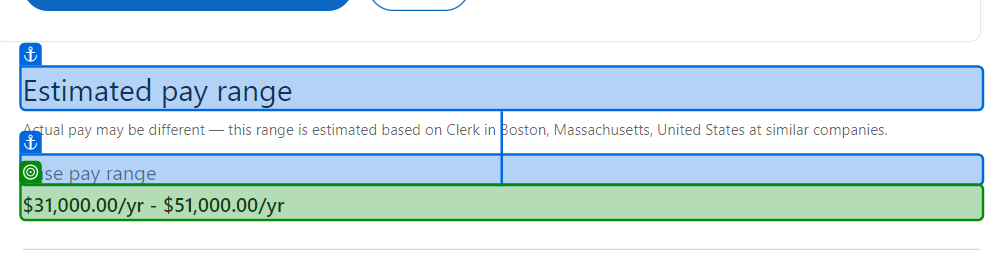 Estimated pay range
Actual pay may be different — this range is estimated based on Clerk in Boston, Massachusetts, United States at similar companies.
pay range
$31,000.00/yr - $51,000.00/yr